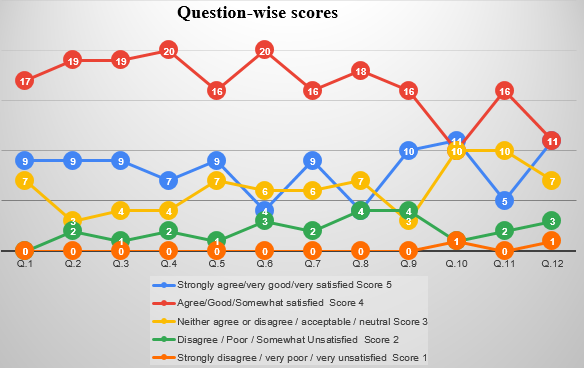 Question-wise scores
20 20
19 19
18
17
16 16 16 16
11 11
10 10 10
9 9 9 9 9
7 7 7 7 7
6 6
5
4 4 4 4 4
3 3 3 3
2 2 2 2
1 1 1 1
0 0 0 0 0 0 0 0 0 0
Q.1 Q.2 Q.3 Q.4 Q.5 Q.6 Q.7 Q.8 Q.9 Q.10 Q.11 Q.12
Strongly agree/very good/very satisfied Score 5
Agree/Good/Somewhat satisfied Score 4
Neither agree or disagree / acceptable / neutral Score 3
Disagree / Poor / Somewhat Unsatisfied Score 2
Strongly disagree / very poor / very unsatisfied Score 1